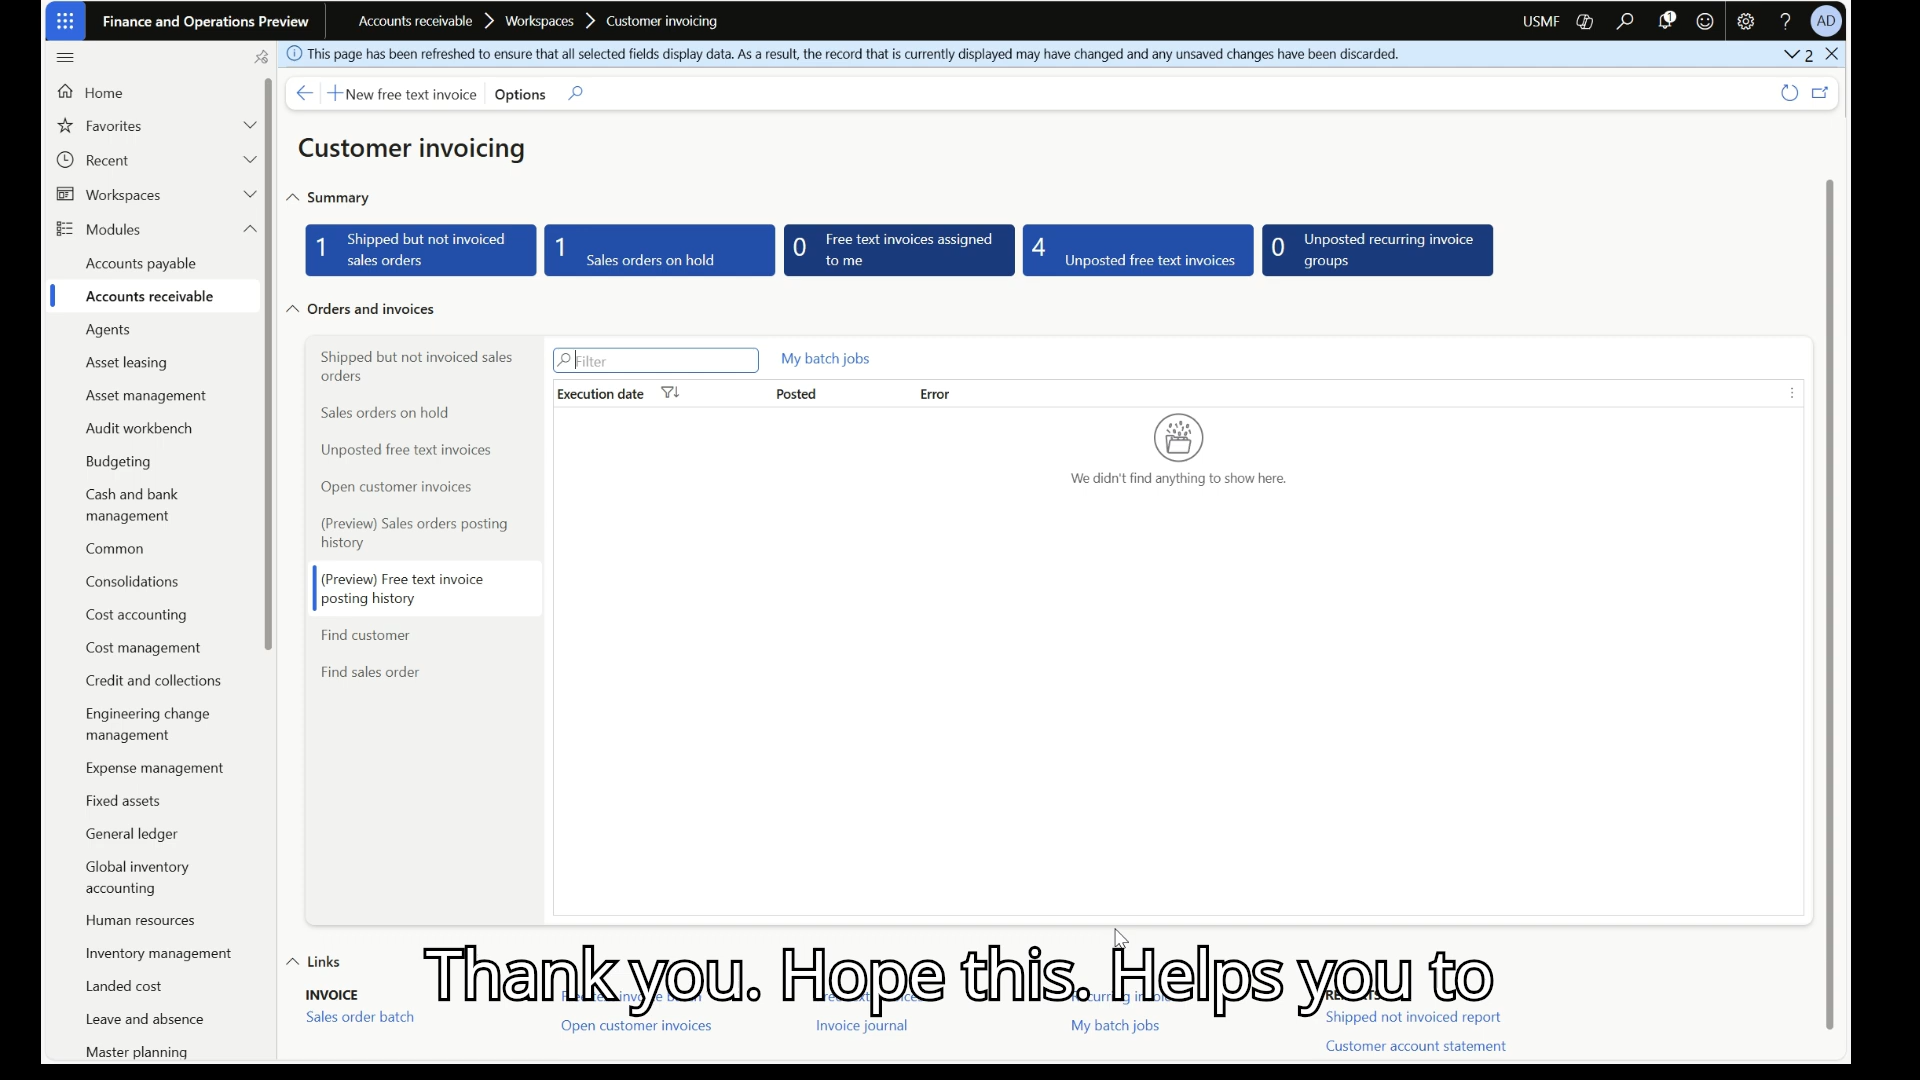 Finance and Operations Preview
Accounts receivable
Workspaces
Customer invoicing
USMF
1
AD
This page has been refreshed to ensure that all selected fields display data. As a result, the record that is currently displayed may have changed and any unsaved changes have been discarded.
2
Home
Favorites
Recent
Workspaces
Modules
Accounts payable
Accounts receivable
Agents
Asset leasing
Asset management
Audit workbench
Budgeting
Cash and bank
management
Common
Consolidations
Cost accounting
Cost management
Credit and collections
Engineering change
management
Expense management
Fixed assets
General ledger
Global inventory
accounting
Human resources
Inventory management
Landed cost
Leave and absence
Master planning
New free text invoice
Options
Customer invoicing
Summary
1 Shipped but not invoiced
sales orders
1 Sales orders on hold
0 Free text invoices assigned
to me
4 Unposted free text invoices
0 Unposted recurring invoice
groups
Orders and invoices
Shipped but not invoiced sales
orders
Sales orders on hold
Unposted free text invoices
Open customer invoices
(Preview) Sales orders posting
history
(Preview) Free text invoice
posting history
Find customer
Find sales order
Filter
My batch jobs
Execution date
Posted
Error
We didn't find anything to show here.
Links
Thank you. Hope this. Helps you to
INVOICE
Sales order batch
Open customer invoices
Invoice journal
My batch jobs
Shipped not invoiced report
Customer account statement